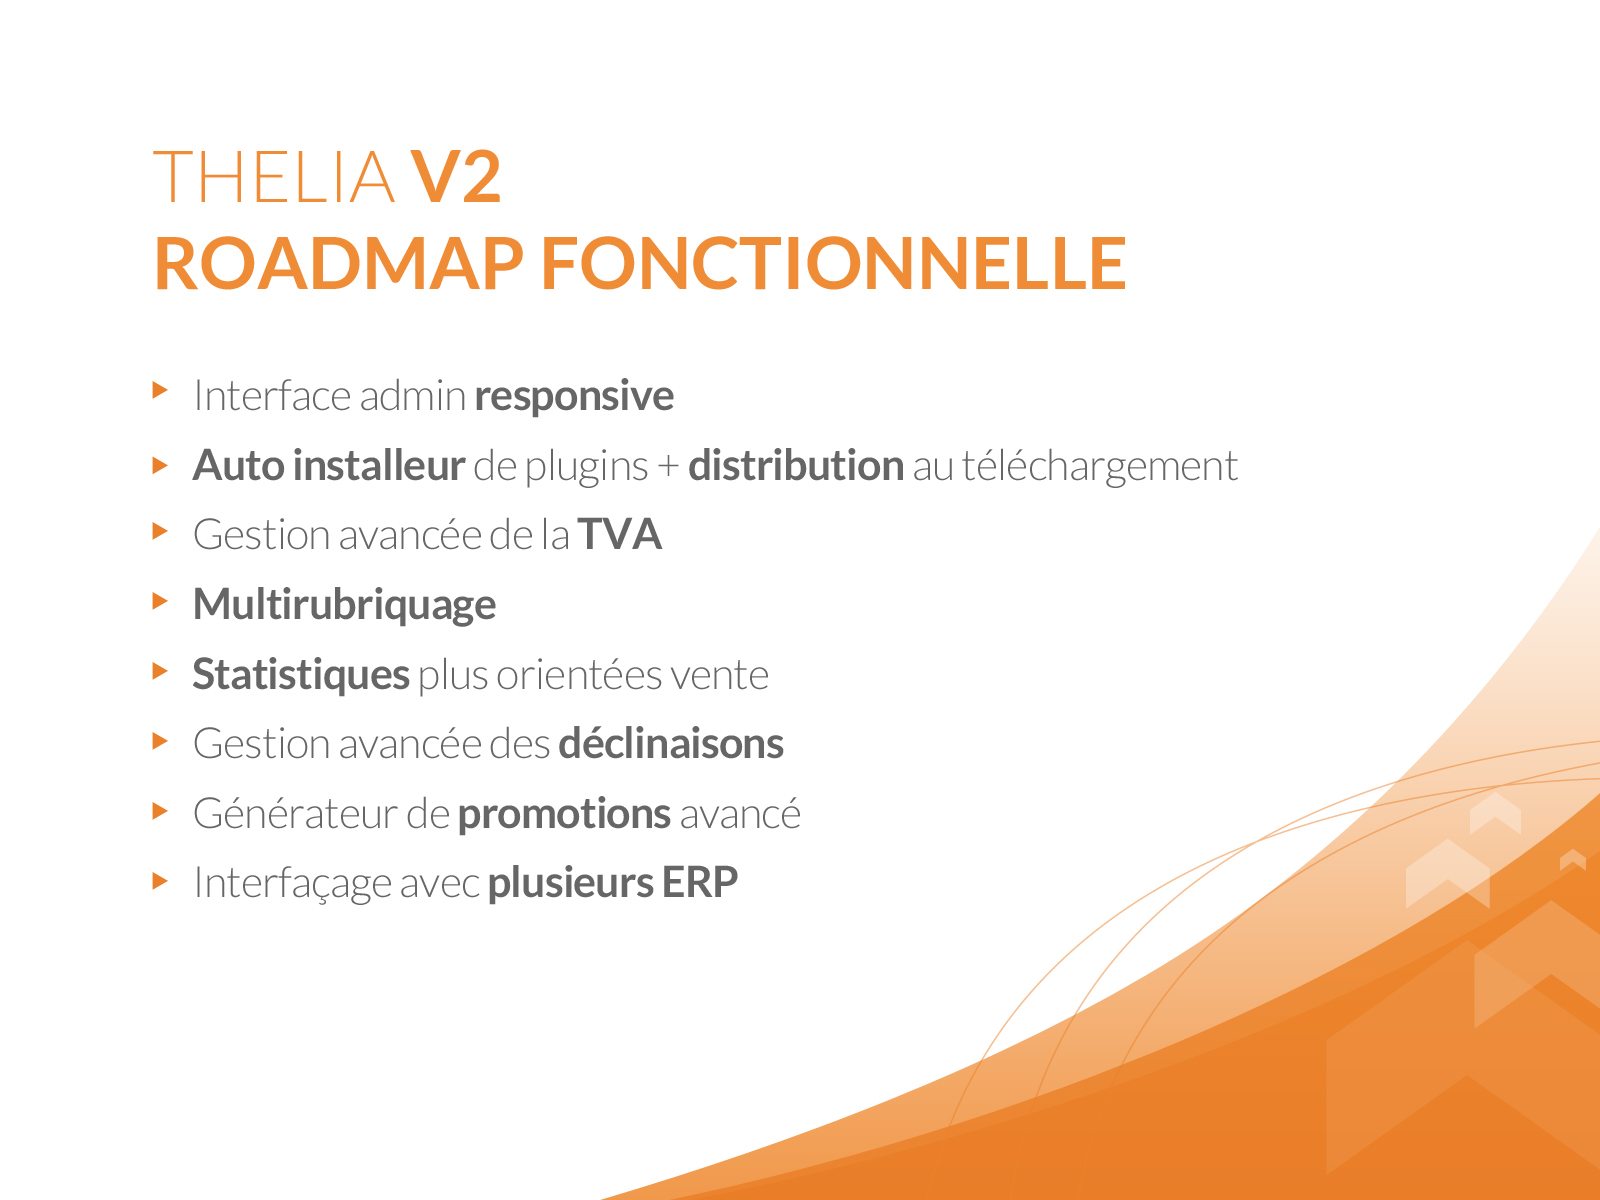 THELIA V2
ROADMAP FONCTIONNELLE
Interface admin responsive
Auto installeur de plugins + distribution au téléchargement
Gestion avancée de la TVA
Multirubriquage
Statistiques plus orientées vente
Gestion avancée des déclinaisons
Générateur de promotions avancé
Interfaçage avec plusieurs ERP